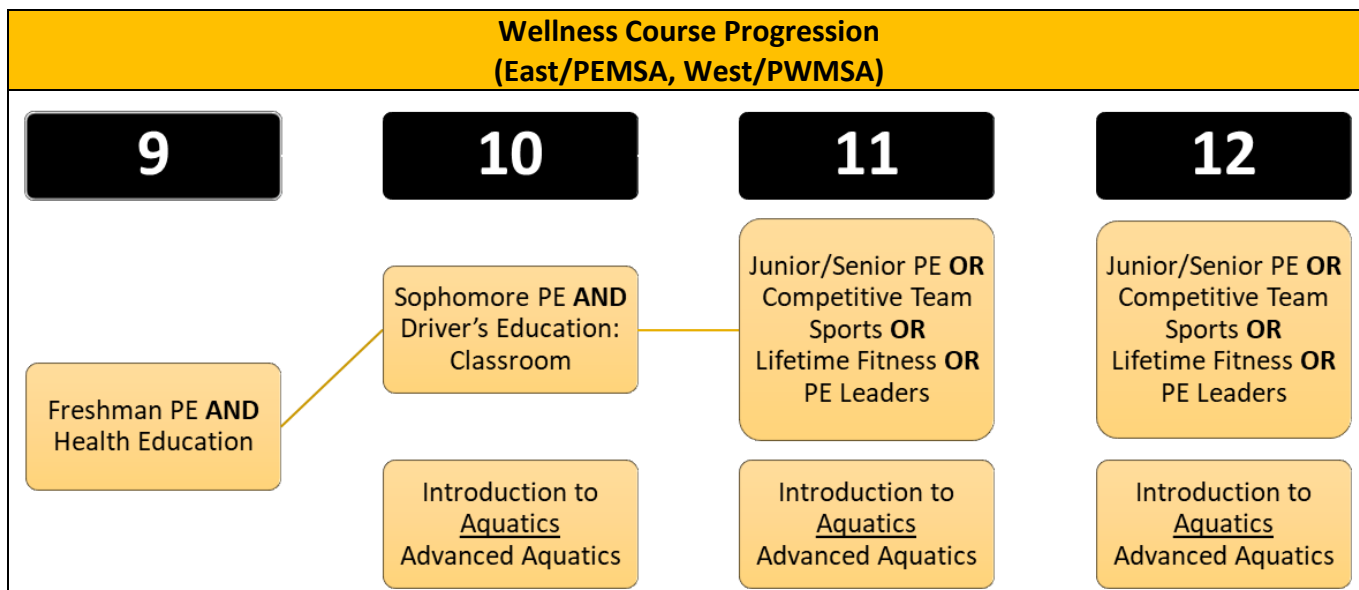 Wellness Course Progression
(East/PEMSA, West/PWMSA)
9
10
11
12
Freshman PE AND
Health Education
Sophomore PE AND
Driver’s Education:
Classroom
Junior/Senior PE OR
Competitive Team
Sports OR
Lifetime Fitness OR
PE Leaders
Junior/Senior PE OR
Competitive Team
Sports OR
Lifetime Fitness OR
PE Leaders
Introduction to
Aquatics
Advanced Aquatics
Introduction to
Aquatics
Advanced Aquatics
Introduction to
Aquatics
Advanced Aquatics